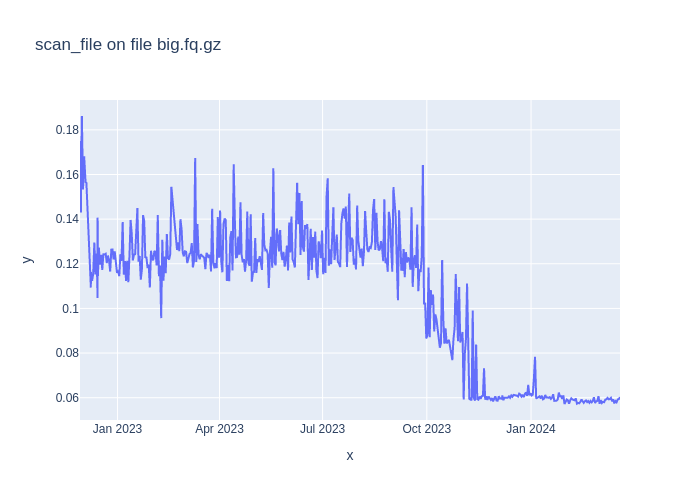 scan_file on file big.fq.gz
0.18
0.16
0.14
0.12
0.1
0.08
0.06
y
Jan 2023
Apr 2023
Jul 2023
Oct 2023
Jan 2024
x